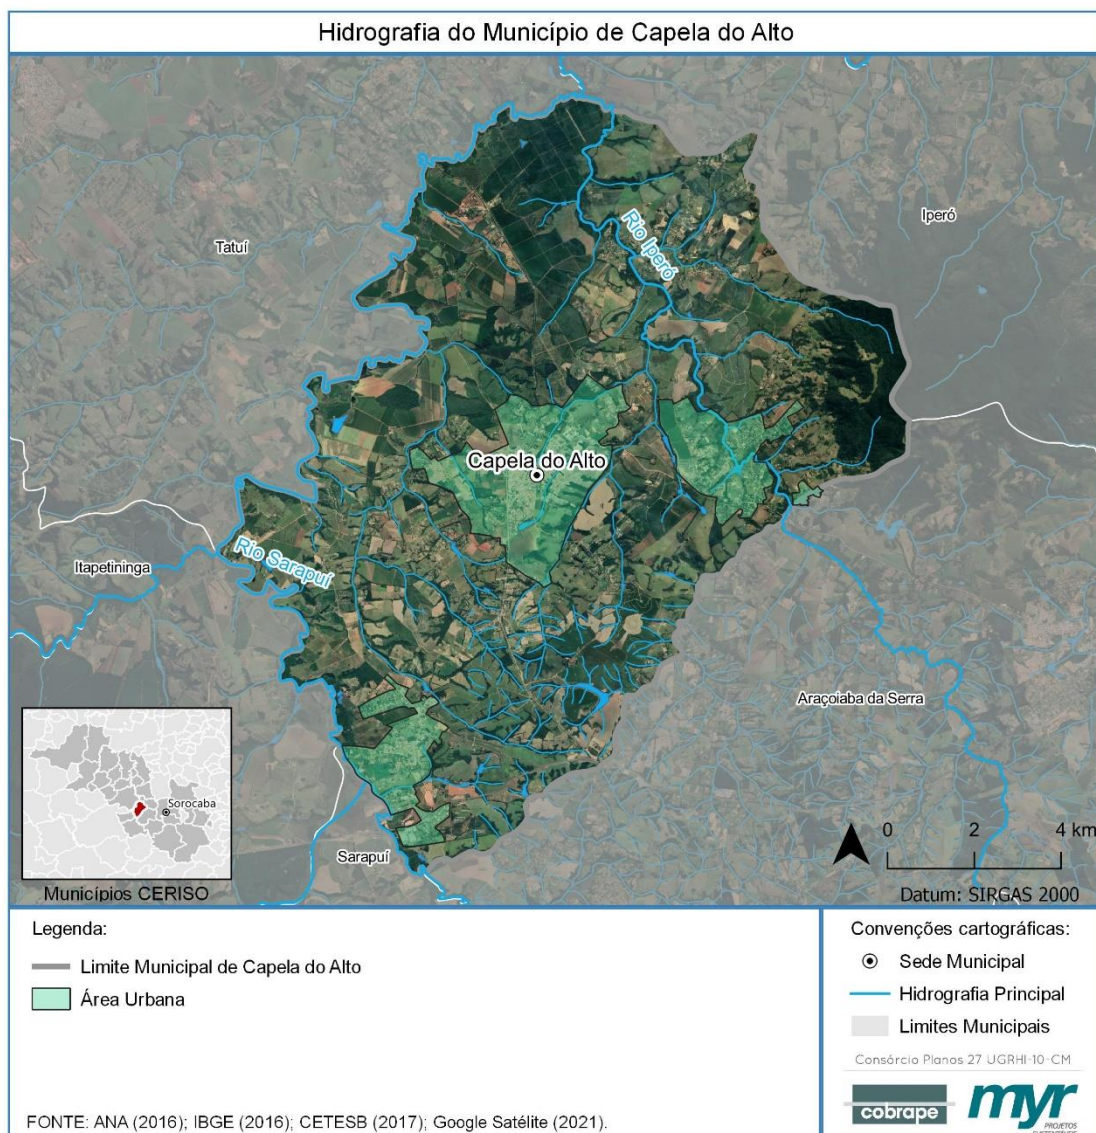 Hidrografia do Município de Capela do Alto
Iperó
Rio Iperó
Tatuí
Capela do Alto
Rio Sarapuí
Itapetininga
Araçoiaba da Serra
Sorocaba
Municípios CERISO
Sarapuí
0 2 4 km
Datum: SIRGAS 2000
Legenda:
Limite Municipal de Capela do Alto
Área Urbana
FONTE: ANA (2016); IBGE (2016); CETESB (2017); Google Satélite (2021).
Convenções cartográficas:
Sede Municipal
Hidrografia Principal
Limites Municipais
Consórcio Planos 27 UGRHI-10-CM
cobrape
myr
PROJETOS
SUSTENTÁVEIS